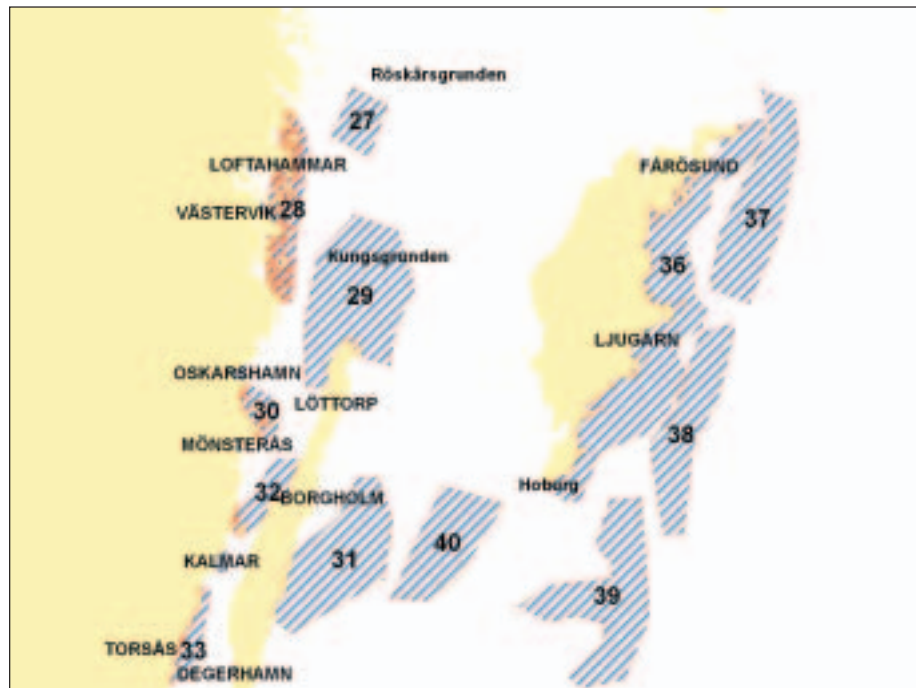 Röskärsgrunden
27
LOFTAHAMMAR
FÅRÖSUND
VÄSTERVIK 28
37
Kungsgrunden
36
29
LJUGARN
OSKARSHAMN
LÖTTORP
30
38
MÖNSTERÅS
Hoburg
32
BORGHOLM
40
31
KALMAR
39
TORSÅS 33
DEGERHAMN